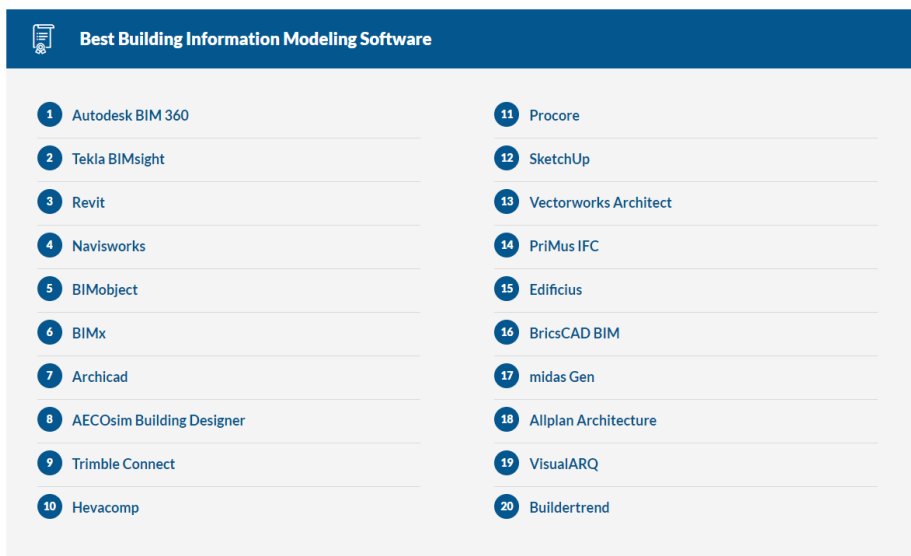 Best Building Information Modeling Software
1 Autodesk BIM 360
2 Tekla BIMsight
3 Revit
4 Navisworks
5 BIMobject
6 BIMx
7 Archicad
8 AECOsim Building Designer
9 Trimble Connect
10 Hevacomp
11 Procore
12 SketchUp
13 Vectorworks Architect
14 PriMus IFC
15 Edificius
16 BricsCAD BIM
17 midas Gen
18 Allplan Architecture
19 VisualARQ
20 Buildertrend